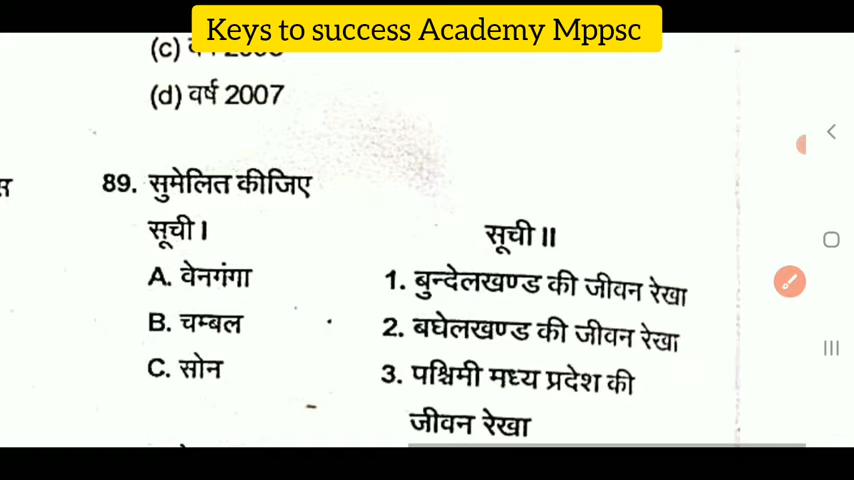 Keys to success Academy Mppsc
(c)
(d) वर्ष 2007
89. सुमेलित कीजिए
सूची I
सूची II
A. वेनगंगा
1. बुन्देलखण्ड की जीवन रेखा
B. चम्बल
2. बघेलखण्ड की जीवन रेखा
C. सोन
3. पश्चिमी मध्य प्रदेश की
जीवन रेखा